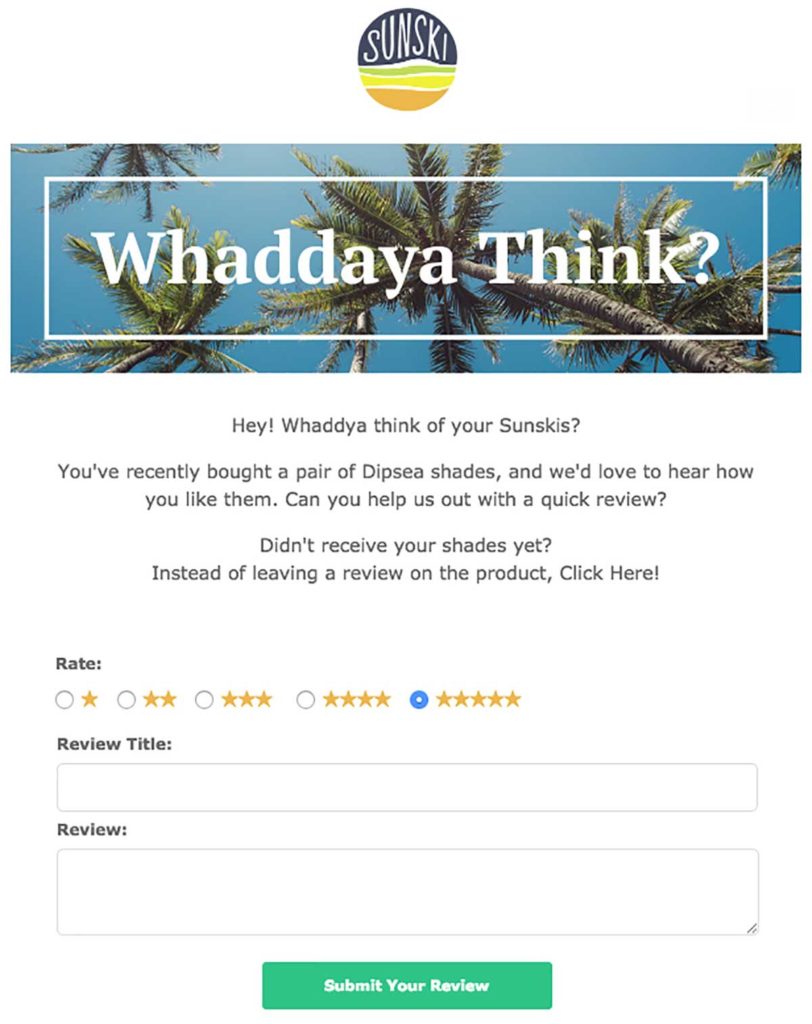 SUNSKI
Whaddaya Think?
Hey! Whaddya think of your Sunskis?
You've recently bought a pair of Dipsea shades, and we'd love to hear how
you like them. Can you help us out with a quick review?
Didn't receive your shades yet?
Instead of leaving a review on the product, Click Here!
Rate:
Review Title:
Review:
Submit Your Review